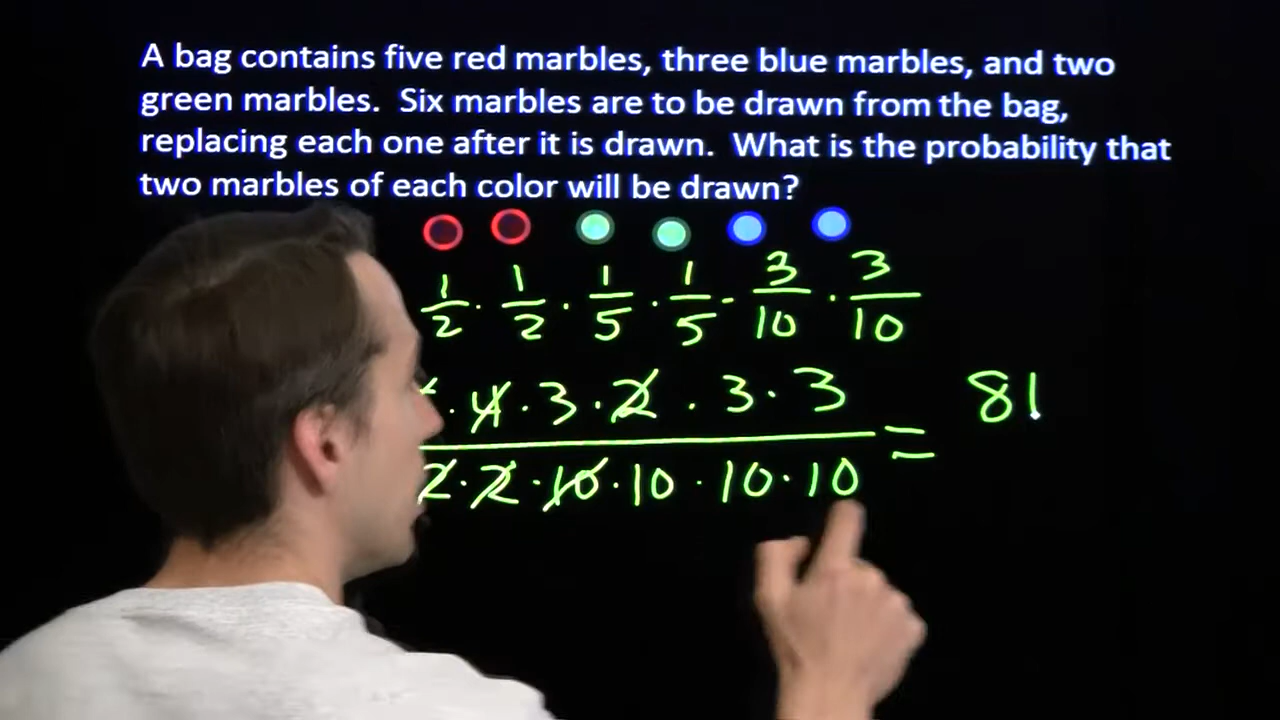 A bag contains five red marbles, three blue marbles, and two
green marbles. Six marbles are to be drawn from the bag,
replacing each one after it is drawn. What is the probability that
two marbles of each color will be drawn?
1/2 · 1/2 · 1/5 · 1/5 · 3/10 · 3/10
· 4 · 3 · 2 · 3 · 3 / 2 · 2 · 10 · 10 · 10 · 10 = 81